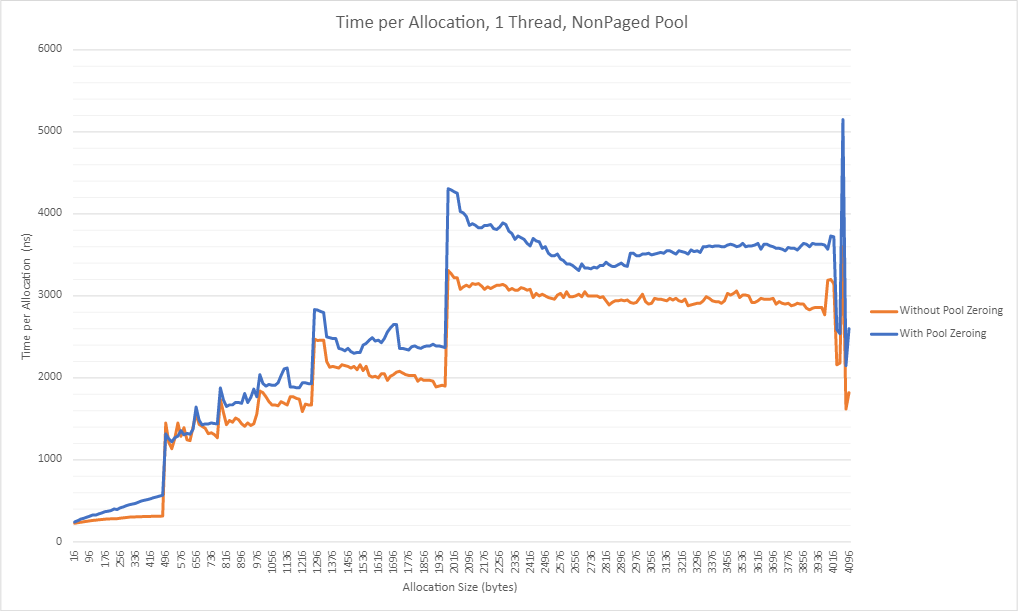 Time per Allocation, 1 Thread, NonPaged Pool
6000
5000
4000
3000
2000
1000
0
Time per Allocation (ns)
16 96 176 256 336 416 496 576 656 736 816 896 976 1056 1136 1216 1296 1376 1456 1536 1616 1696 1776 1856 1936 2016 2096 2176 2256 2336 2416 2496 2576 2656 2736 2816 2896 2976 3056 3136 3216 3296 3376 3456 3536 3616 3696 3776 3856 3936 4016 4096
Allocation Size (bytes)
Without Pool Zeroing
With Pool Zeroing